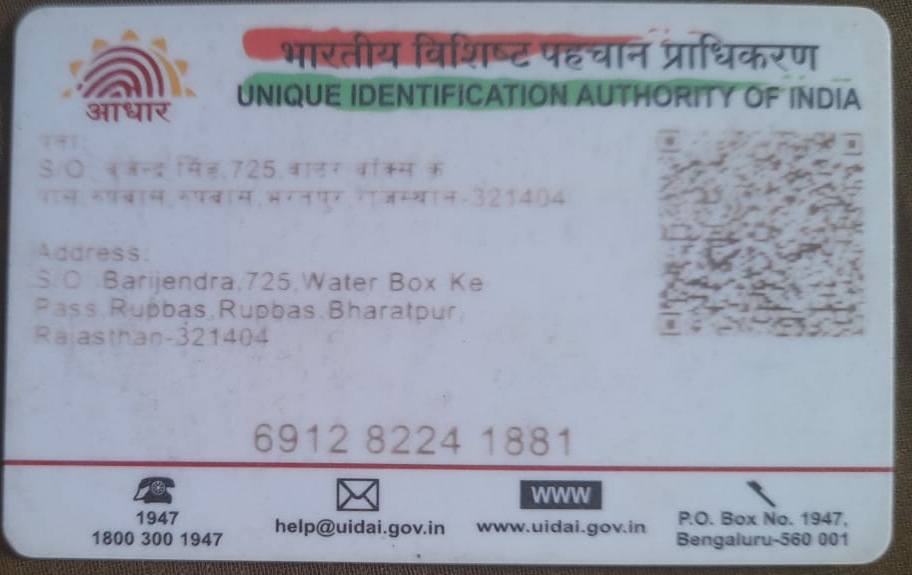 आधार
भारतीय विशिष्ट पहचान प्राधिकरण
UNIQUE IDENTIFICATION AUTHORITY OF INDIA
पता:
S/O बृजेन्द्र सिंह,725,वाटर बॉक्स के
पास,रुपबास,रुपबास,भरतपुर,राजस्थान-321404
Address:
S/O Barijendra,725,Water Box Ke
Pass,Rupbas,Rupbas,Bharatpur,
Rajasthan-321404
6912 8224 1881
1947
1800 300 1947
help@uidai.gov.in
WWW
www.uidai.gov.in
P.O. Box No. 1947,
Bengaluru-560 001